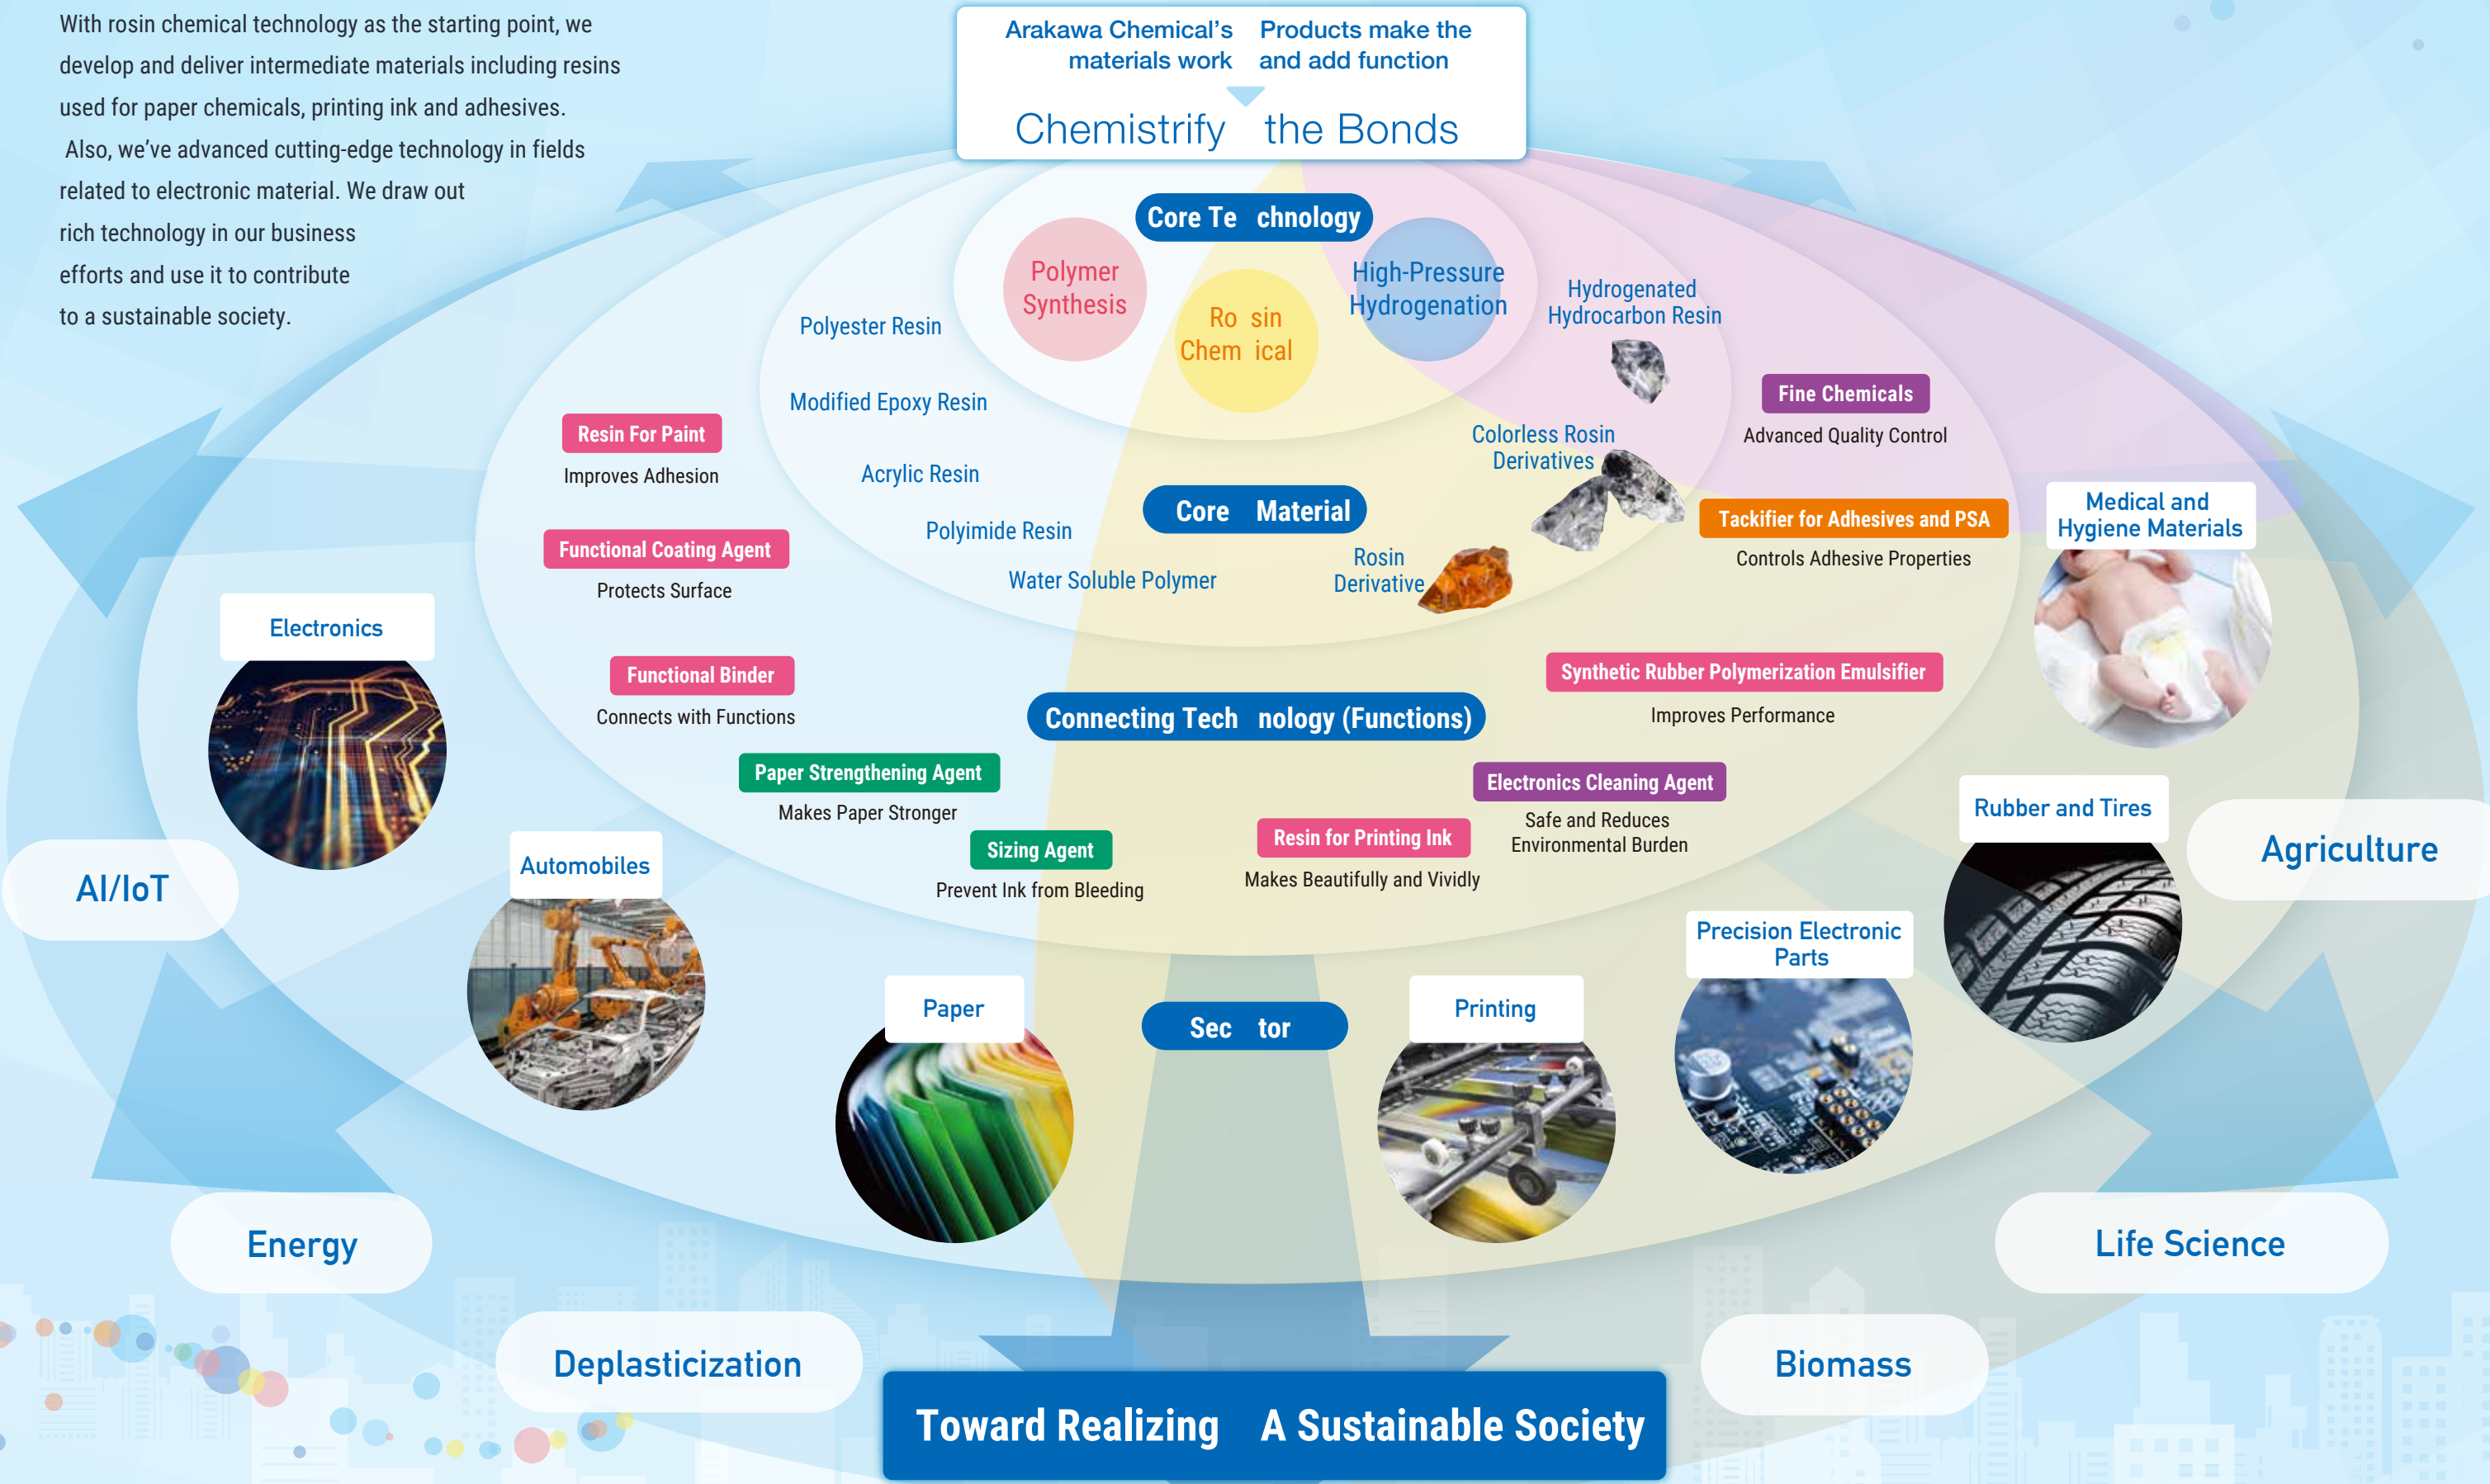 With rosin chemical technology as the starting point, we
develop and deliver intermediate materials including resins
used for paper chemicals, printing ink and adhesives.
Also, we've advanced cutting-edge technology in fields
related to electronic material. We draw out
rich technology in our business
efforts and use it to contribute
to a sustainable society.
Arakawa Chemical's Products make the
materials work and add function
Chemistrify the Bonds
Core Te chnology
Polymer
Synthesis
Ro sin
Chem ical
High-Pressure
Hydrogenation
Polyester Resin
Modified Epoxy Resin
Acrylic Resin
Polyimide Resin
Water Soluble Polymer
Core Material
Hydrogenated
Hydrocarbon Resin
Colorless Rosin
Derivatives
Rosin
Derivative
Resin For Paint
Improves Adhesion
Functional Coating Agent
Protects Surface
Functional Binder
Connects with Functions
Paper Strengthening Agent
Makes Paper Stronger
Sizing Agent
Prevent Ink from Bleeding
Connecting Tech nology (Functions)
Fine Chemicals
Advanced Quality Control
Tackifier for Adhesives and PSA
Controls Adhesive Properties
Synthetic Rubber Polymerization Emulsifier
Improves Performance
Electronics Cleaning Agent
Safe and Reduces
Environmental Burden
Resin for Printing Ink
Makes Beautifully and Vividly
Electronics
Automobiles
Paper
Sec tor
Printing
Precision Electronic
Parts
Rubber and Tires
Medical and
Hygiene Materials
AI/IoT
Energy
Deplasticization
Biomass
Life Science
Agriculture
Toward Realizing A Sustainable Society